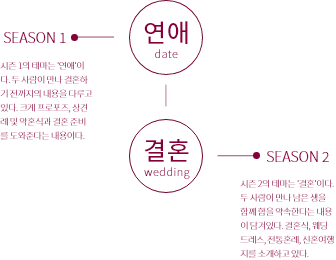 SEASON 1
연애
date
시즌 1의 테마는 '연애'이
다. 두 사람이 만나 결혼하
기 전까지의 내용을 다루고
있다. 크게 프로포즈, 상견
례 및 약혼식과 결혼 준비
를 도와준다는 내용이다.
결혼
wedding
SEASON 2
시즌 2의 테마는 '결혼'이다.
두 사람이 만나 남은 생을
함께 함을 약속한다는 내용
이 담겨있다. 결혼식, 웨딩
드레스, 전통혼례, 신혼여행
지를 소개하고 있다.